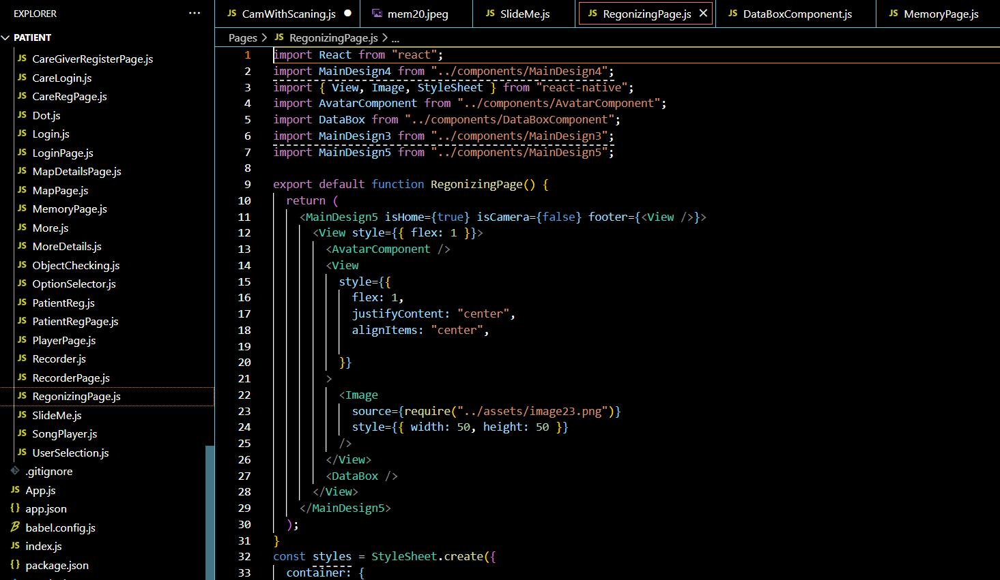 EXPLORER
...
PATIENT
JS CareGiverRegisterPage.js
JS CareLogin.js
JS CareRegPage.js
JS Dot.js
JS Login.js
JS LoginPage.js
JS MapDetailsPage.js
JS MapPage.js
JS MemoryPage.js
JS More.js
JS MoreDetails.js
JS ObjectChecking.js
JS OptionSelector.js
JS PatientReg.js
JS PatientRegPage.js
JS PlayerPage.js
JS Recorder.js
JS RecorderPage.js
JS RegonizingPage.js
JS SlideMe.js
JS SongPlayer.js
JS UserSelection.js
.gitignore
JS App.js
{} app.json
babel.config.js
JS index.js
{} package.json
JS CamWithScaning.js ● mem20.jpeg JS SlideMe.js JS RegonizingPage.js × JS DataBoxComponent.js JS MemoryPage.js
Pages > JS RegonizingPage.js > ...
1 import React from "react";
2 import MainDesign4 from "../components/MainDesign4";
3 import { View, Image, StyleSheet } from "react-native";
4 import AvatarComponent from "../components/AvatarComponent";
5 import DataBox from "../components/DataBoxComponent";
6 import MainDesign3 from "../components/MainDesign3";
7 import MainDesign5 from "../components/MainDesign5";
8
9 export default function RegonizingPage() {
10 return (
11 <MainDesign5 isHome={true} isCamera={false} footer={<View />}>
12 <View style={{ flex: 1 }}>
13 <AvatarComponent />
14 <View
15 style={{
16 flex: 1,
17 justifyContent: "center",
18 alignItems: "center",
19
20 }}
21 >
22 <Image
23 source={require("../assets/image23.png")}
24 style={{ width: 50, height: 50 }}
25 />
26 </View>
27 <DataBox />
28 </View>
29 </MainDesign5>
30 );
31 }
32 const styles = StyleSheet.create({
33 container: {